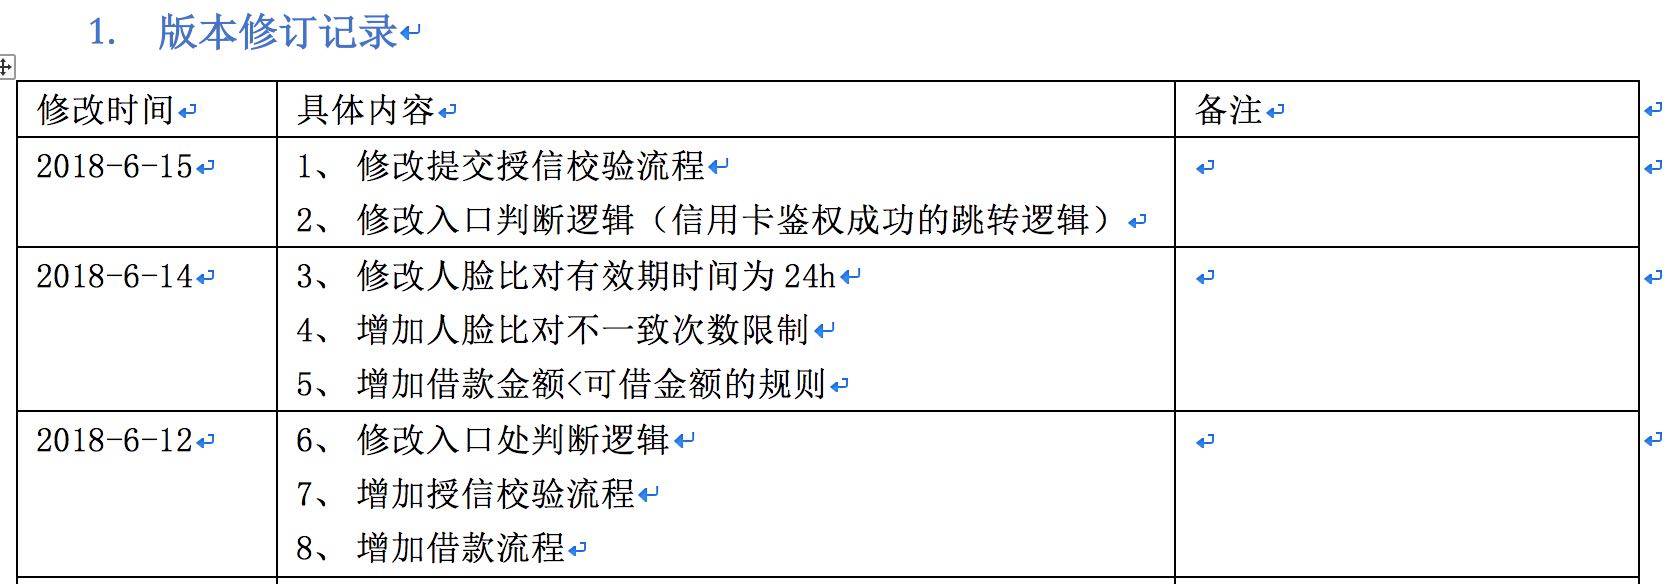 1. 版本修订记录
修改时间 具体内容 备注
2018-6-15 1、 修改提交授信校验流程
2、 修改入口判断逻辑（信用卡鉴权成功的跳转逻辑）
2018-6-14 3、 修改人脸比对有效期时间为 24h
4、 增加人脸比对不一致次数限制
5、 增加借款金额<可借金额的规则
2018-6-12 6、 修改入口处判断逻辑
7、 增加授信校验流程
8、 增加借款流程